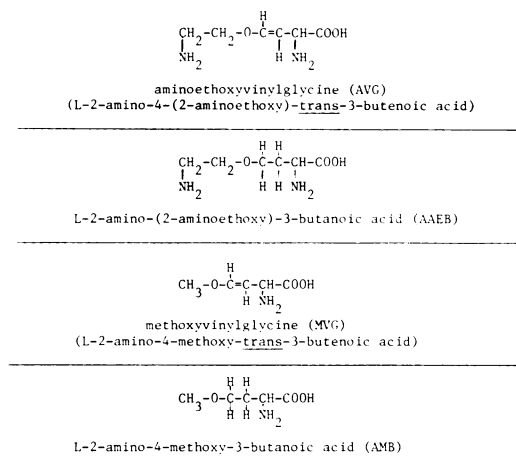 H
CH2-CH2-O-C=C-CH-COOH
NH2 H NH2
aminoethoxyvinylglycine (AVG)
(L-2-amino-4-(2-aminoethoxy)-trans-3-butenoic acid)
H H
CH2-CH2-O-C-C-CH-COOH
NH2 H H NH2
L-2-amino-(2-aminoethoxy)-3-butanoic acid (AAEB)
H
CH3-O-C=C-CH-COOH
H NH2
methoxyvinylglycine (MVG)
(L-2-amino-4-methoxy-trans-3-butenoic acid)
H H
CH3-O-C-C-CH-COOH
H H NH2
L-2-amino-4-methoxy-3-butanoic acid (AMB)